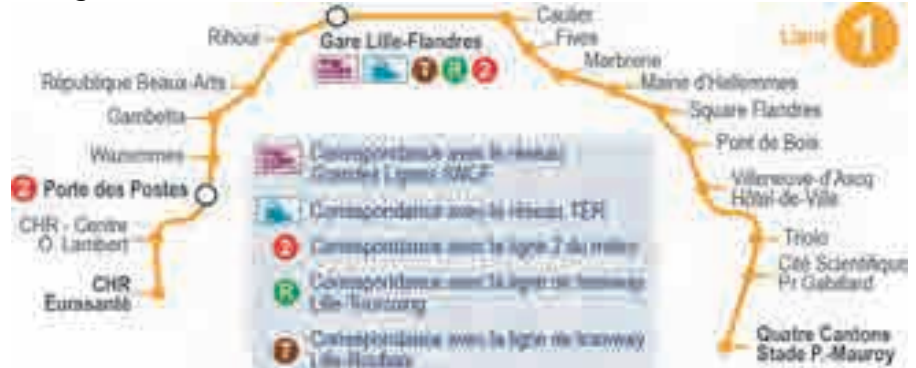 Rihour
République Beaux-Arts
Gambetta
Wazemmes
2 Porte des Postes
CHR - Centre
O. Lambert
CHR
Eurasanté
Gare Lille-Flandres
T R 2
Caulier
Fives
Marbrerie
Mairie d'Hellemmes
Square Flandres
Pont de Bois
Villeneuve-d'Ascq
Hôtel-de-Ville
Triolo
Cité Scientifique
Pr Gabillard
Quatre Cantons
Stade P.-Mauroy
Ligne 1
Correspondance avec le réseau
Grandes Lignes SNCF
Correspondance avec le réseau TER
2 Correspondance avec la ligne 2 du métro
R Correspondance avec la ligne de tramway
Lille-Tourcoing
T Correspondance avec la ligne de tramway
Lille-Roubaix